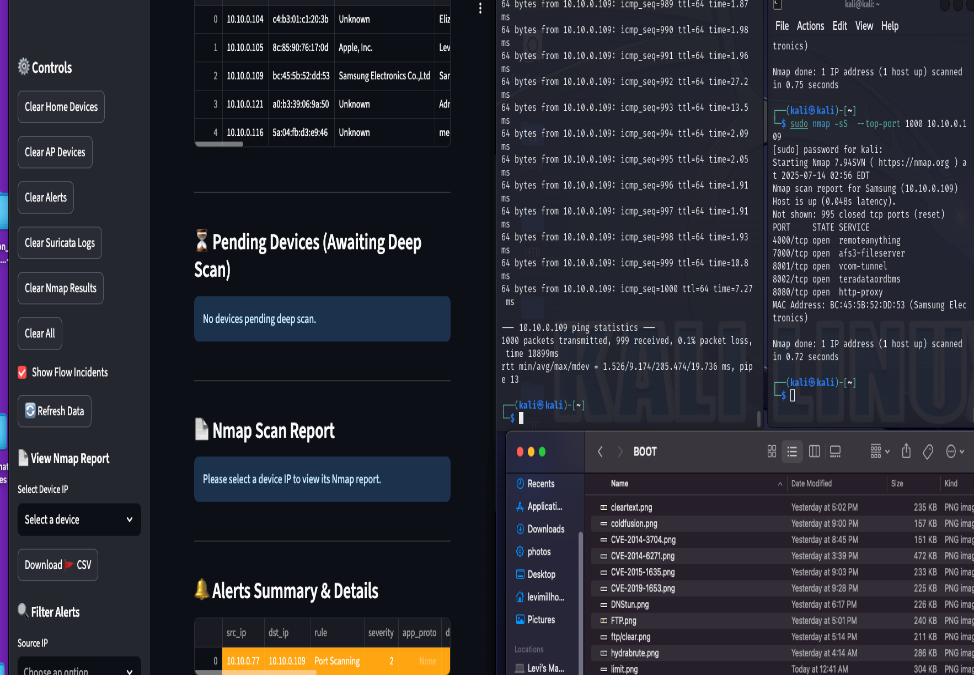 Controls
Clear Home Devices
Clear AP Devices
Clear Alerts
Clear Suricata Logs
Clear Nmap Results
Clear All
Show Flow Incidents
Refresh Data
View Nmap Report
Select Device IP
Select a device
Download CSV
Filter Alerts
Source IP
Choose an option
0 10.10.0.104 c4:b3:01:c1:20:3b Unknown Eliz
1 10.10.0.105 8c:85:90:76:17:0d Apple, Inc. Lev
2 10.10.0.109 bc:45:5b:52:dd:53 Samsung Electronics Co.,Ltd Sar
3 10.10.0.121 a0:b3:39:06:9a:50 Unknown Adr
4 10.10.0.116 5a:04:fb:d3:e9:46 Unknown me
Pending Devices (Awaiting Deep
Scan)
No devices pending deep scan.
Nmap Scan Report
Please select a device IP to view its Nmap report.
Alerts Summary & Details
src_ip dst_ip rule severity app_proto d
0 10.10.0.77 10.10.0.109 Port Scanning 2 None
64 bytes from 10.10.0.109: icmp_seq=989 ttl=64 time=1.87
ms
64 bytes from 10.10.0.109: icmp_seq=990 ttl=64 time=1.98
ms
64 bytes from 10.10.0.109: icmp_seq=991 ttl=64 time=1.96
ms
64 bytes from 10.10.0.109: icmp_seq=992 ttl=64 time=27.2
ms
64 bytes from 10.10.0.109: icmp_seq=993 ttl=64 time=13.5
ms
64 bytes from 10.10.0.109: icmp_seq=994 ttl=64 time=2.09
ms
64 bytes from 10.10.0.109: icmp_seq=995 ttl=64 time=2.05
ms
64 bytes from 10.10.0.109: icmp_seq=996 ttl=64 time=1.91
ms
64 bytes from 10.10.0.109: icmp_seq=997 ttl=64 time=1.91
ms
64 bytes from 10.10.0.109: icmp_seq=998 ttl=64 time=1.93
ms
64 bytes from 10.10.0.109: icmp_seq=999 ttl=64 time=18.8
ms
64 bytes from 10.10.0.109: icmp_seq=1000 ttl=64 time=7.27
ms
--- 10.10.0.109 ping statistics ---
1000 packets transmitted, 999 received, 0.1% packet loss,
time 10899ms
rtt min/avg/max/mdev = 1.526/9.174/205.474/19.736 ms, pip
e 13
(kali㉿kali)-[~]
$
kali@kali: ~
File Actions Edit View Help
tronics)
Nmap done: 1 IP address (1 host up) scanned
in 0.75 seconds
(kali㉿kali)-[~]
$ sudo nmap -sS --top-port 1000 10.10.0.1
09
[sudo] password for kali:
Starting Nmap 7.94SVN ( https://nmap.org ) a
t 2025-07-14 02:56 EDT
Nmap scan report for Samsung (10.10.0.109)
Host is up (0.048s latency).
Not shown: 995 closed tcp ports (reset)
PORT STATE SERVICE
4000/tcp open remoteanything
7000/tcp open afs3-fileserver
8001/tcp open vcom-tunnel
8002/tcp open teradataordbms
8080/tcp open http-proxy
MAC Address: BC:45:5B:52:DD:53 (Samsung Elec
tronics)
Nmap done: 1 IP address (1 host up) scanned
in 0.72 seconds
(kali㉿kali)-[~]
$
KALI LINU
BOOT
Recents
Applicati...
Downloads
photos
Desktop
levimillho...
Pictures
Locations
Levi's Ma...
Name Date Modified Size Kind
cleartext.png Yesterday at 5:02 PM 235 KB PNG imag
coldfusion.png Yesterday at 9:00 PM 157 KB PNG imag
CVE-2014-3704.png Yesterday at 8:45 PM 151 KB PNG imag
CVE-2014-6271.png Yesterday at 3:39 PM 472 KB PNG imag
CVE-2015-1635.png Yesterday at 9:03 PM 233 KB PNG imag
CVE-2019-1653.png Yesterday at 9:28 PM 225 KB PNG imag
DNStun.png Yesterday at 6:17 PM 226 KB PNG imag
FTP.png Yesterday at 5:01 PM 240 KB PNG imag
ftp/clear.png Yesterday at 5:14 PM 211 KB PNG imag
hydrabrute.png Yesterday at 4:14 AM 286 KB PNG imag
limit.png Today at 12:41 AM 304 KB PNG imag